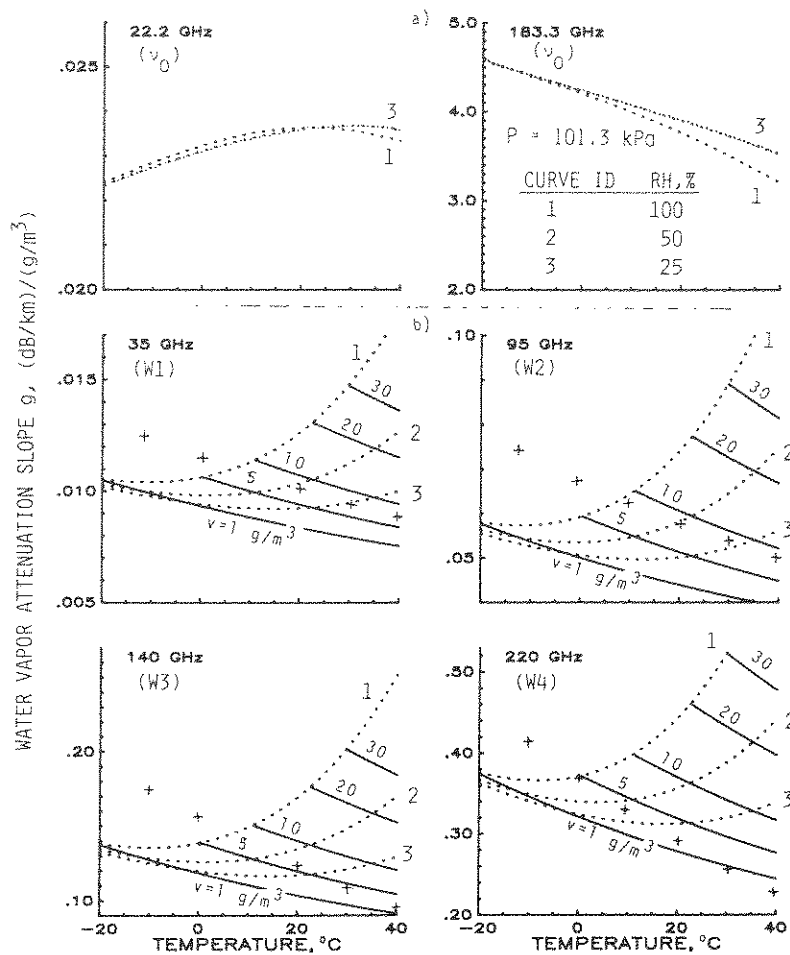 WATER VAPOR ATTENUATION SLOPE g, (dB/km)/(g/m³)
a)
22.2 GHz
(ν₀)
.025
.020
3
1
183.3 GHz
(ν₀)
5.0
4.0
3.0
2.0
P = 101.3 kPa
CURVE ID RH,%
1 100
2 50
3 25
3
1
b)
35 GHz
(W1)
.015
.010
.005
1
30
20
2
10
5
3
v=1 g/m³
95 GHz
(W2)
.10
.05
1
30
20
2
10
5
3
v=1 g/m³
140 GHz
(W3)
.20
.10
1
30
20
2
10
5
3
v=1 g/m³
-20 0 20 40
TEMPERATURE, °C
220 GHz
(W4)
.50
.40
.30
.20
1
30
20
2
10
5
3
v=1 g/m³
-20 0 20 40
TEMPERATURE, °C